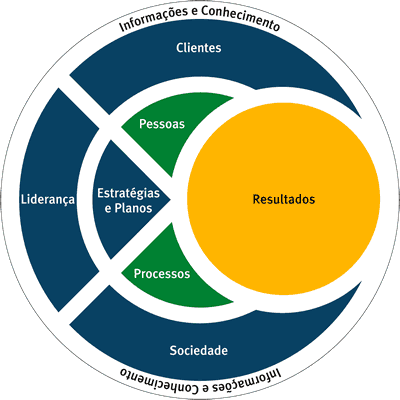 Informações e Conhecimento
Clientes
Pessoas
Liderança
Estratégias
e Planos
Resultados
Processos
Sociedade
Informações e Conhecimento